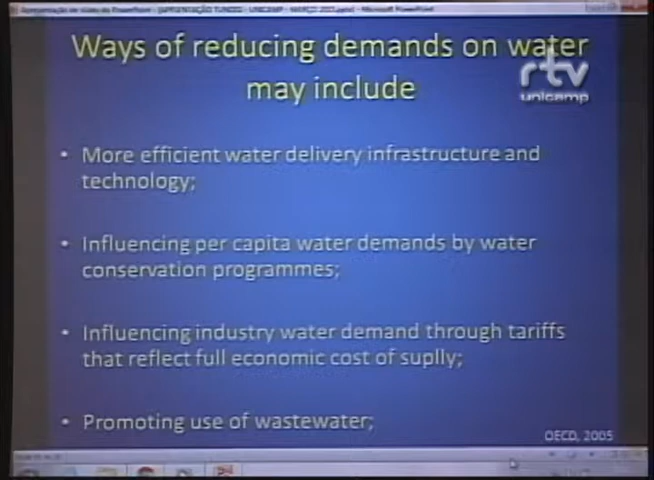 Ways of reducing demands on water
may include
rtv
unicamp
• More efficient water delivery infrastructure and
technology;
• Influencing per capita water demands by water
conservation programmes;
• Influencing industry water demand through tariffs
that reflect full economic cost of suplly;
• Promoting use of wastewater;
OECD, 2005